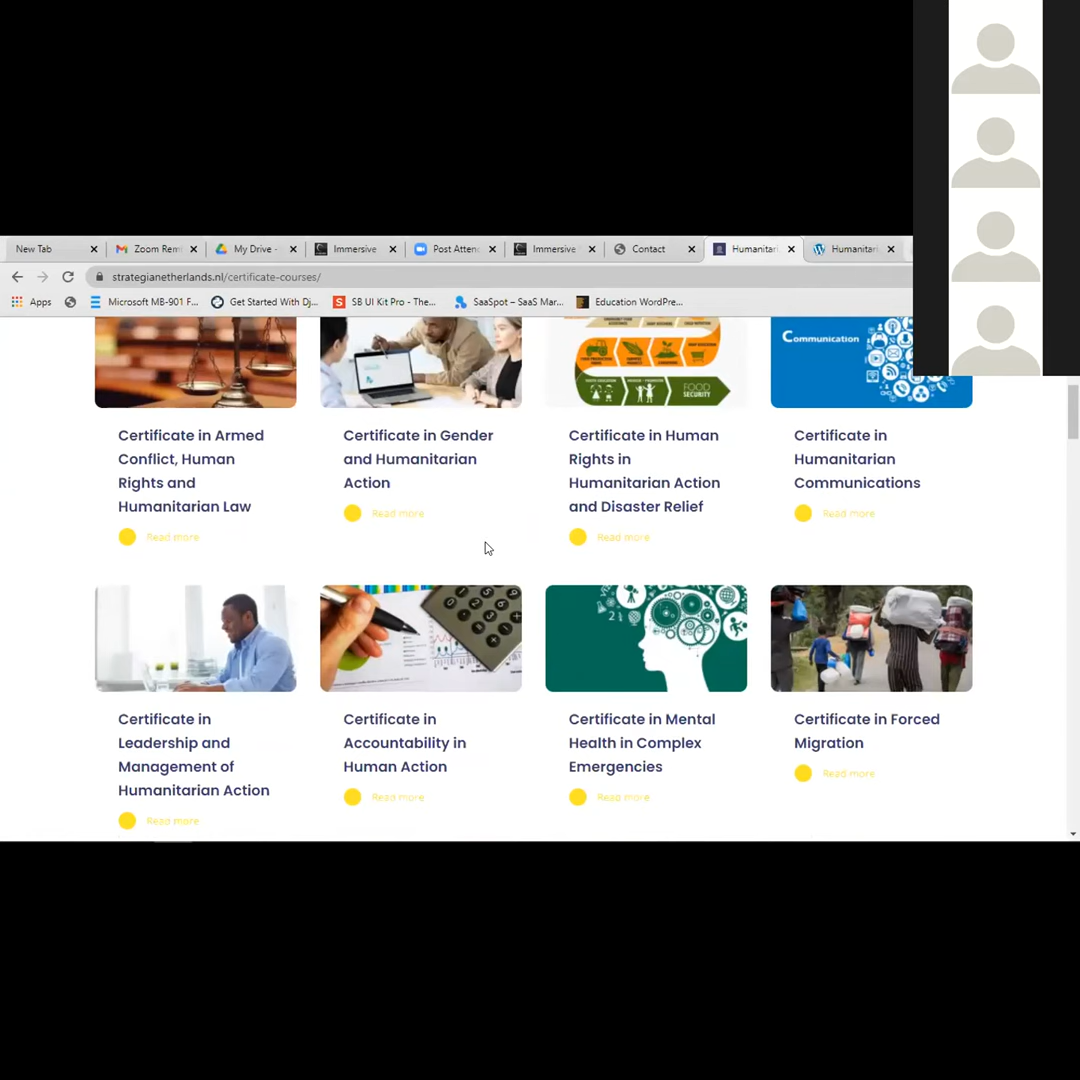 New Tab
Zoom Rem
My Drive -
Immersive
Post Atten
Immersive
Contact
Humanitari
Humanitari
strategianetherlands.nl/certificate-courses/
Apps
Microsoft MB-901 F...
Get Started With Dj...
SB UI Kit Pro - The...
SaaSpot – SaaS Mar...
Education WordPre...
FOOD
SECURITY
Communication
Certificate in Armed
Conflict, Human
Rights and
Humanitarian Law
Read more
Certificate in Gender
and Humanitarian
Action
Read more
Certificate in Human
Rights in
Humanitarian Action
and Disaster Relief
Read more
Certificate in
Humanitarian
Communications
Read more
Certificate in
Leadership and
Management of
Humanitarian Action
Read more
Certificate in
Accountability in
Human Action
Read more
Certificate in Mental
Health in Complex
Emergencies
Read more
Certificate in Forced
Migration
Read more